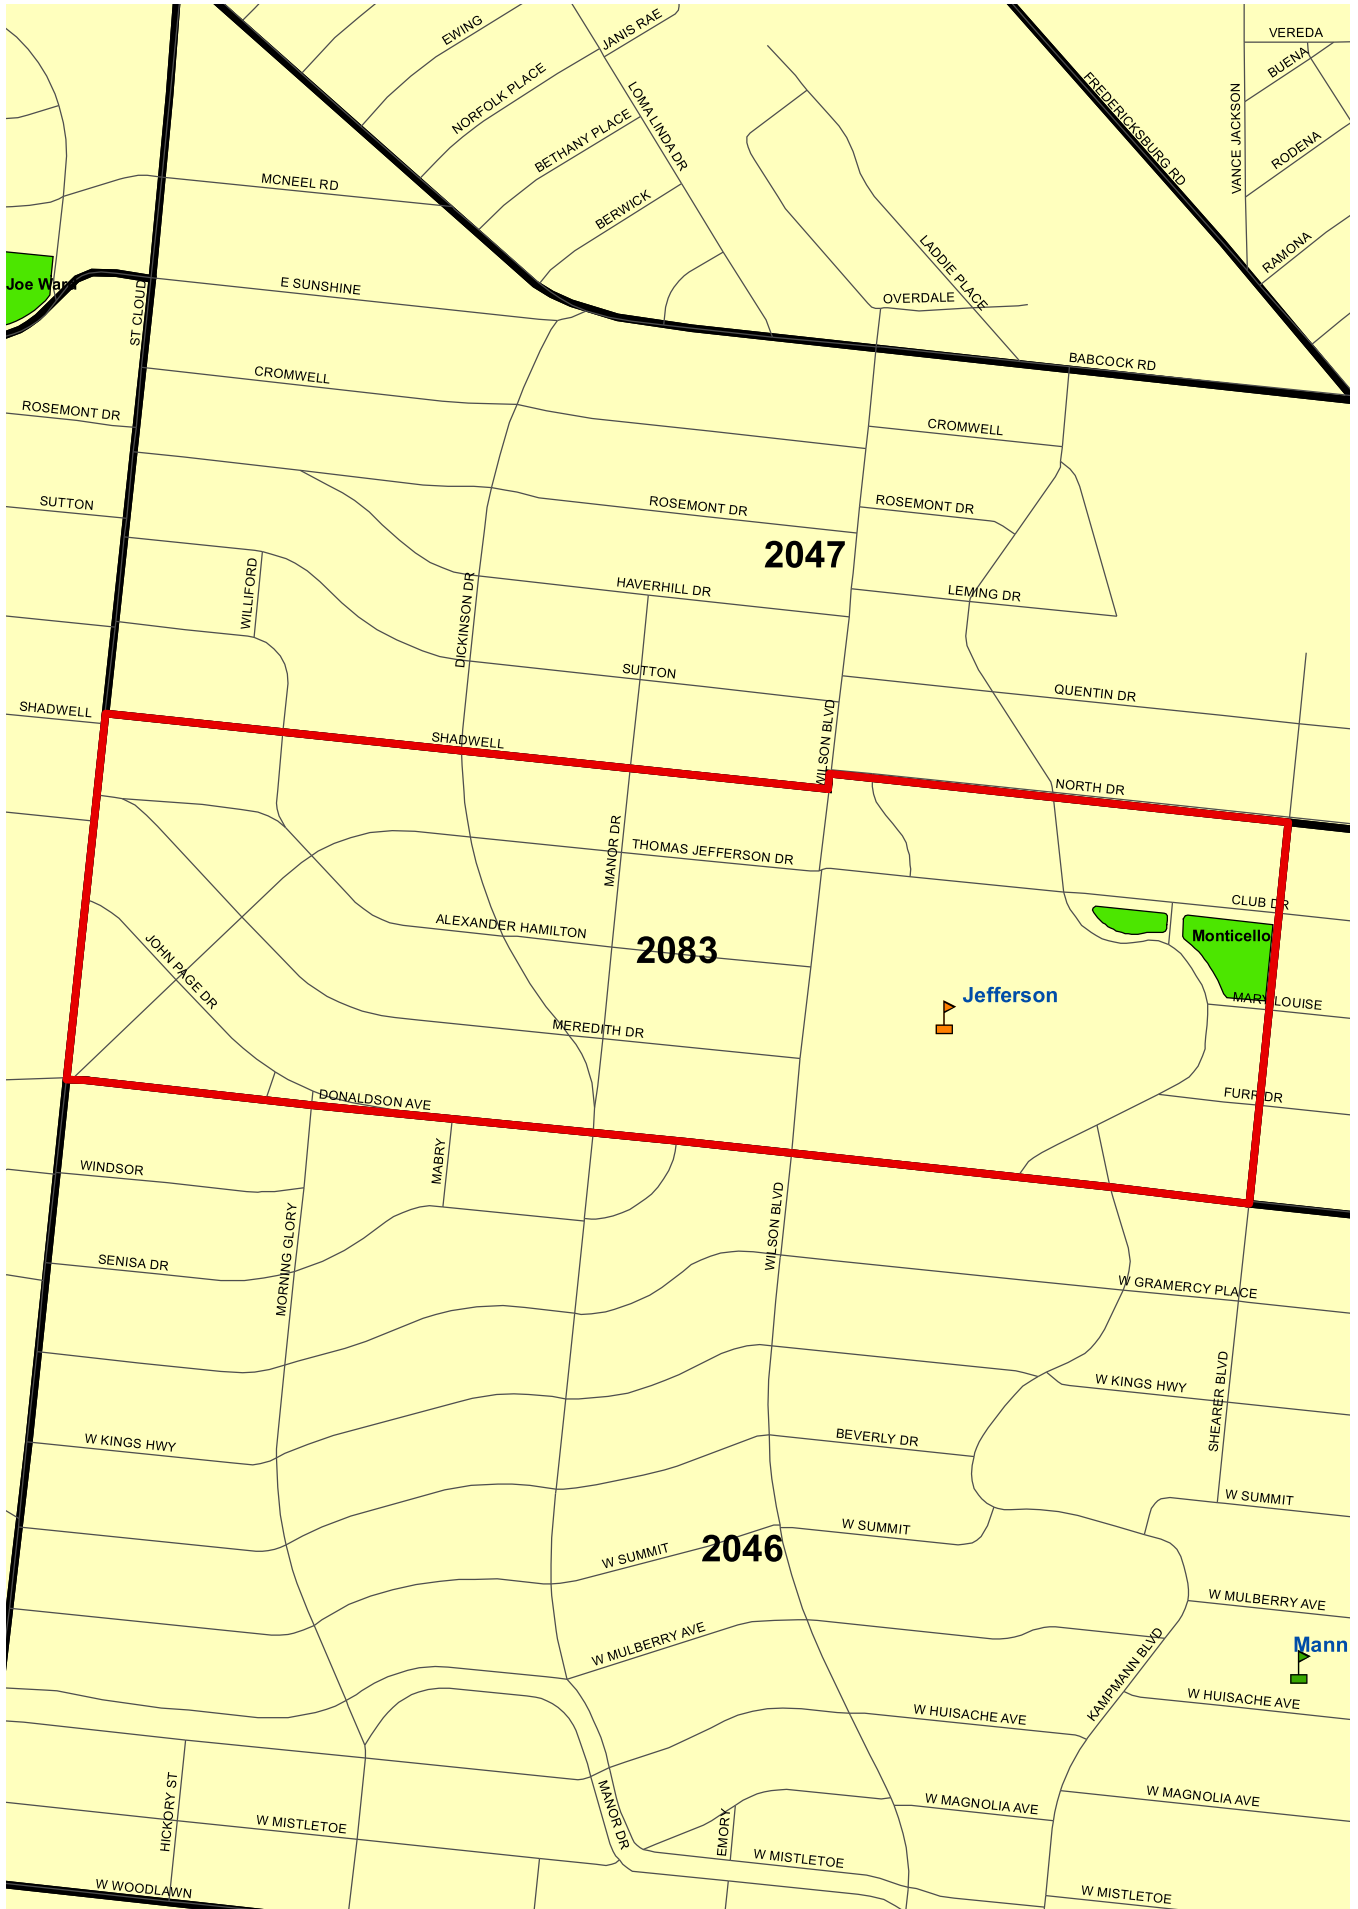 VEREDA
EWING
JANIS RAE
BUENA
NORFOLK PLACE
LOMA LINDA DR
FREDERICKSBURG RD
VANCE JACKSON
BETHANY PLACE
RODENA
MCNEEL RD
BERWICK
LADDIE PLACE
RAMONA
Joe Ward
E SUNSHINE
OVERDALE
ST CLOUD
BABCOCK RD
CROMWELL
ROSEMONT DR
CROMWELL
SUTTON
ROSEMONT DR
ROSEMONT DR
2047
WILLIFORD
DICKINSON DR
HAVERHILL DR
LEMING DR
SUTTON
QUENTIN DR
SHADWELL
SHADWELL
WILSON BLVD
NORTH DR
MANOR DR
THOMAS JEFFERSON DR
CLUB DR
ALEXANDER HAMILTON
2083
Monticello
JOHN PAGE DR
Jefferson
MARY LOUISE
MEREDITH DR
DONALDSON AVE
FURR DR
WINDSOR
MABRY
WILSON BLVD
MORNING GLORY
SENISA DR
W GRAMERCY PLACE
W KINGS HWY
SHEARER BLVD
W KINGS HWY
BEVERLY DR
W SUMMIT
W SUMMIT
W SUMMIT
2046
W MULBERRY AVE
W MULBERRY AVE
Mann
KAMPMANN BLVD
W HUISACHE AVE
W HUISACHE AVE
HICKORY ST
MANOR DR
W MAGNOLIA AVE
W MAGNOLIA AVE
W MISTLETOE
EMORY
W MISTLETOE
W WOODLAWN
W MISTLETOE